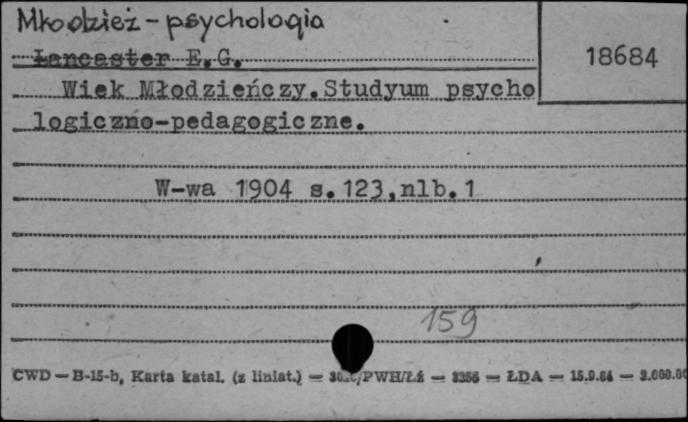 Młodzież - psychologia
Lancaster E.G.
18684
Wiek Młodzieńczy. Studyum psycho
logiczno-pedagogiczne.
W-wa 1904 s. 123, nlb. 1
159
CWD — B-15-b, Karta katal. (z liniat.) — /PWH/Łź — — ŁDA — 15.9.64 —